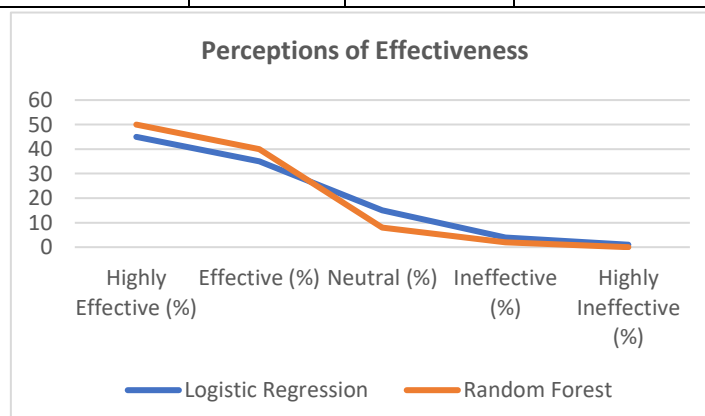 Perceptions of Effectiveness
60
50
40
30
20
10
0
Highly Effective (%)
Effective (%)
Neutral (%)
Ineffective (%)
Highly Ineffective (%)
Logistic Regression
Random Forest